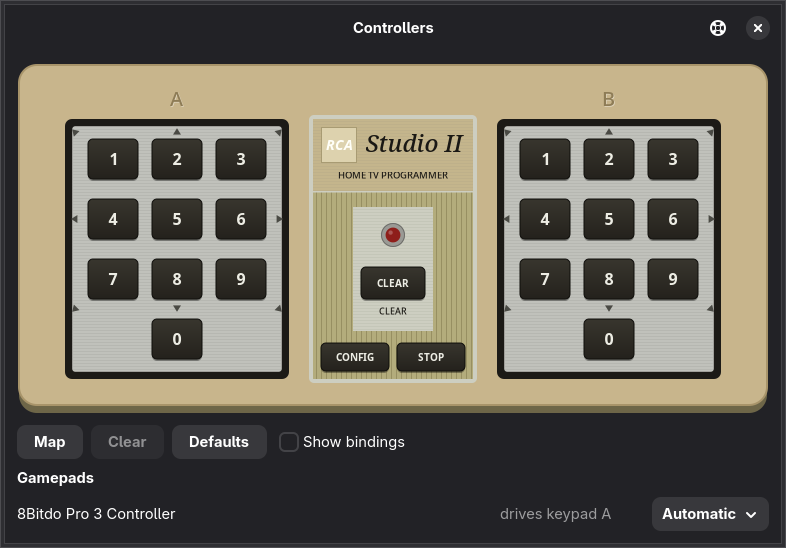 Controllers
A
B
1 2 3
4 5 6
7 8 9
0
RCA Studio II
HOME TV PROGRAMMER
CLEAR
CLEAR
CONFIG STOP
1 2 3
4 5 6
7 8 9
0
Map Clear Defaults Show bindings
Gamepads
8Bitdo Pro 3 Controller drives keypad A Automatic